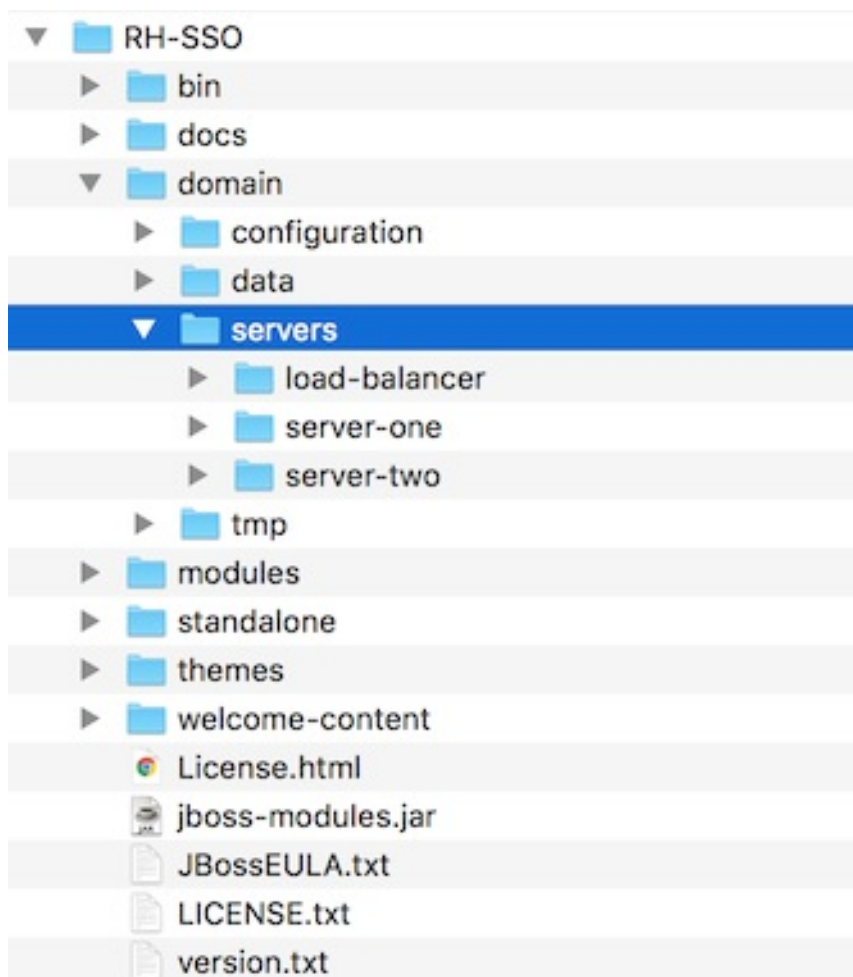 RH-SSO
bin
docs
domain
configuration
data
servers
load-balancer
server-one
server-two
tmp
modules
standalone
themes
welcome-content
License.html
jboss-modules.jar
JBossEULA.txt
LICENSE.txt
version.txt